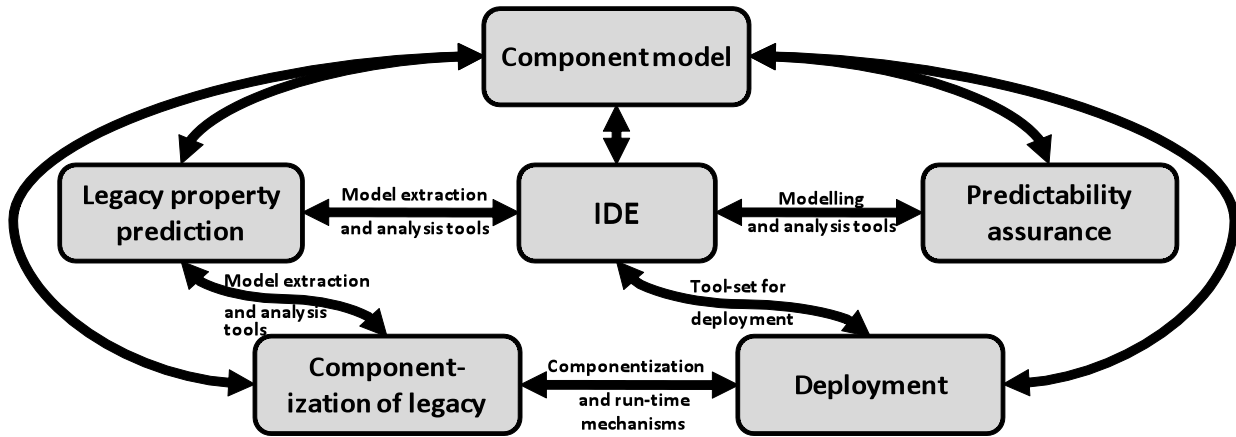 Component model
Legacy property
prediction
Model extraction
and analysis tools
IDE
Modelling
and analysis tools
Predictability
assurance
Model extraction
and analysis
tools
Tool-set for
deployment
Component-
ization of legacy
Componentization
and run-time
mechanisms
Deployment